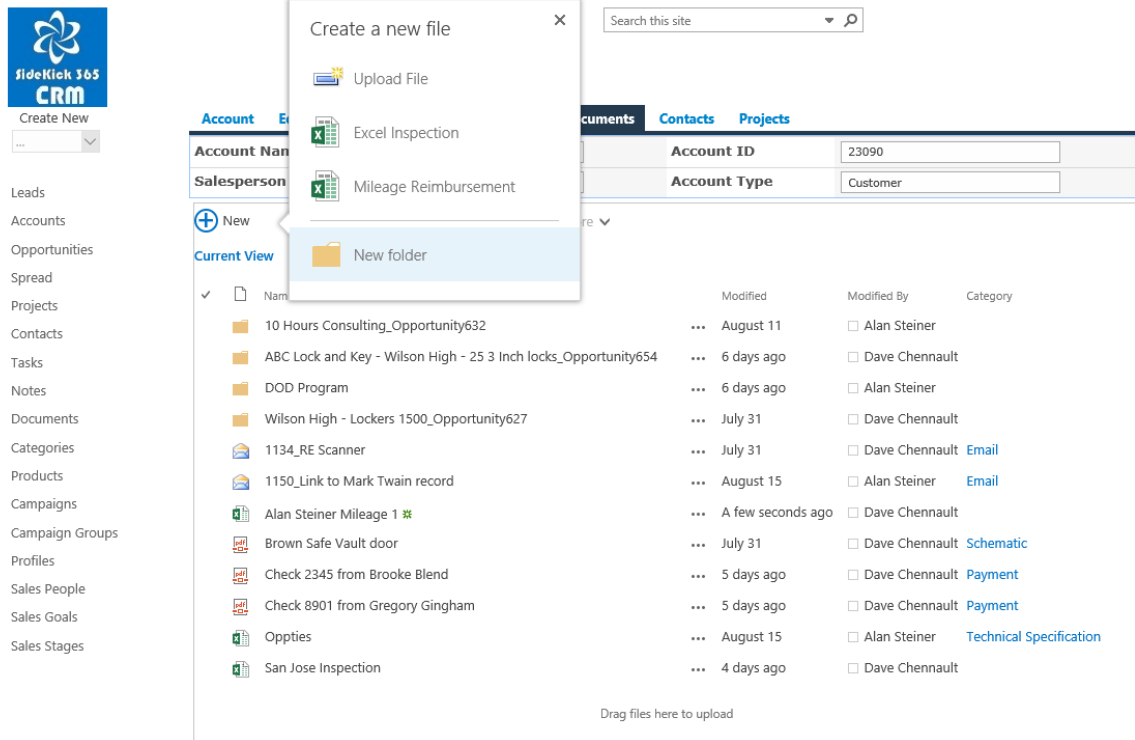 SideKick 365
CRM
Create New
...
Leads
Accounts
Opportunities
Spread
Projects
Contacts
Tasks
Notes
Documents
Categories
Products
Campaigns
Campaign Groups
Profiles
Sales People
Sales Goals
Sales Stages
Create a new file
Upload File
Excel Inspection
Mileage Reimbursement
New folder
Search this site
Account Contacts Projects
Account ID 23090
Salesperson Account Type Customer
New
Current View
Modified Modified By Category
10 Hours Consulting_Opportunity632 ... August 11 Alan Steiner
ABC Lock and Key - Wilson High - 25 3 Inch locks_Opportunity654 ... 6 days ago Dave Chennault
DOD Program ... 6 days ago Alan Steiner
Wilson High - Lockers 1500_Opportunity627 ... July 31 Dave Chennault
1134_RE Scanner ... July 31 Dave Chennault Email
1150_Link to Mark Twain record ... August 15 Alan Steiner Email
Alan Steiner Mileage 1 ... A few seconds ago Dave Chennault
Brown Safe Vault door ... July 31 Dave Chennault Schematic
Check 2345 from Brooke Blend ... 5 days ago Dave Chennault Payment
Check 8901 from Gregory Gingham ... 5 days ago Dave Chennault Payment
Oppties ... August 15 Alan Steiner Technical Specification
San Jose Inspection ... 4 days ago Dave Chennault
Drag files here to upload